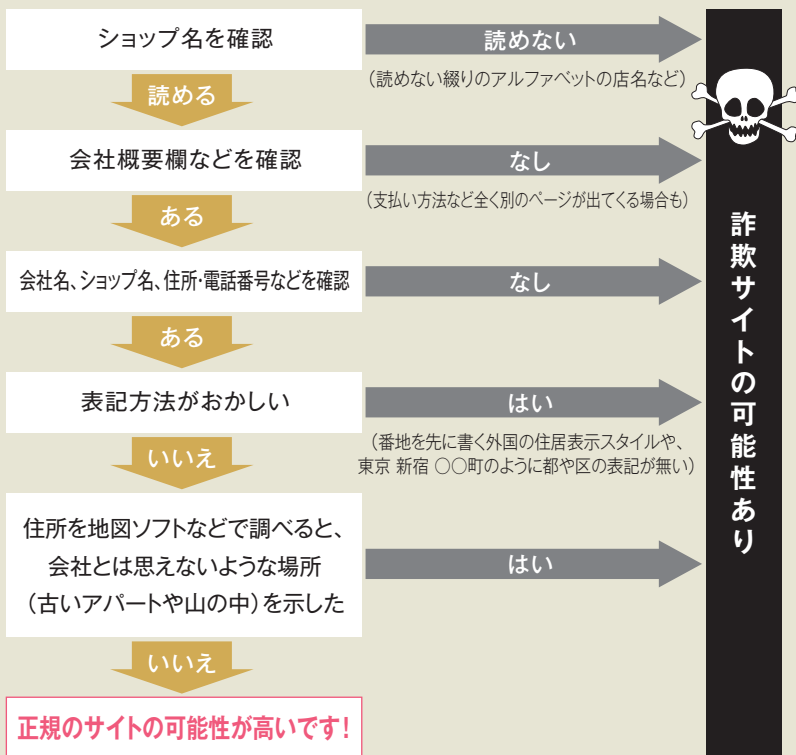 ショップ名を確認
読めない
(読めない綴りのアルファベットの店名など)
読める
会社概要欄などを確認
なし
(支払い方法など全く別のページが出てくる場合も)
ある
会社名、ショップ名、住所・電話番号などを確認
なし
ある
表記方法がおかしい
はい
(番地を先に書く外国の住居表示スタイルや、
東京 新宿 〇〇町のように都や区の表記が無い)
いいえ
住所を地図ソフトなどで調べると、
会社とは思えないような場所
(古いアパートや山の中)を示した
はい
いいえ
正規のサイトの可能性が高いです!
詐欺サイトの可能性あり